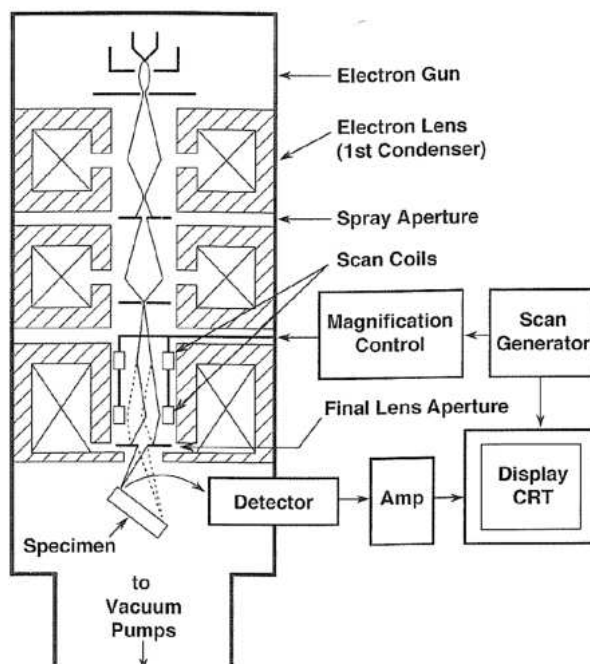 Electron Gun
Electron Lens
(1st Condenser)
Spray Aperture
Scan Coils
Magnification
Control
Scan
Generator
Final Lens Aperture
Detector
Amp
Display
CRT
Specimen
to
Vacuum
Pumps